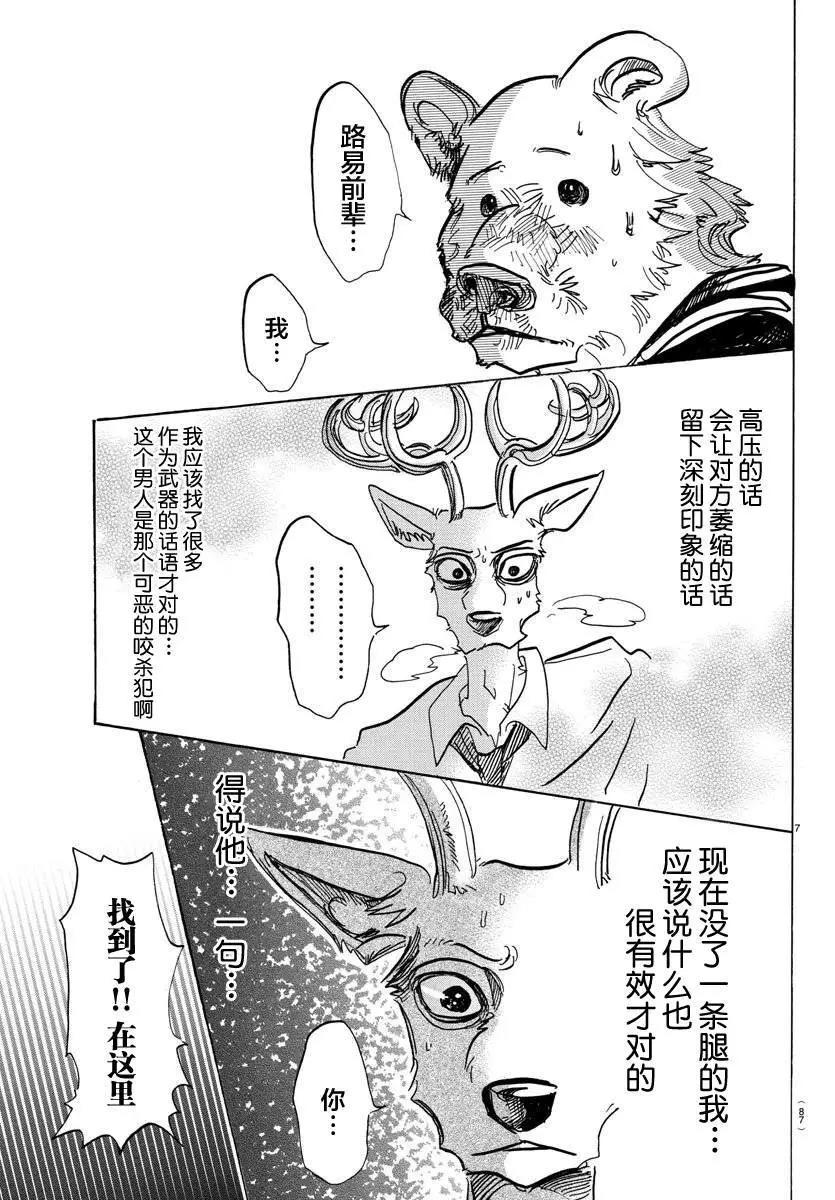 路易前辈
…
我…
高压的话
会让对方萎缩的话
留下深刻印象的话
………
我应该找了很多
作为武器的话语才对的…
这个男人是那个可恶的咬杀犯啊
7
现在没了一条腿的我…
应该说什么也
很有效才对的
得说他…一句…
你…
找到了!!在这里
(87)